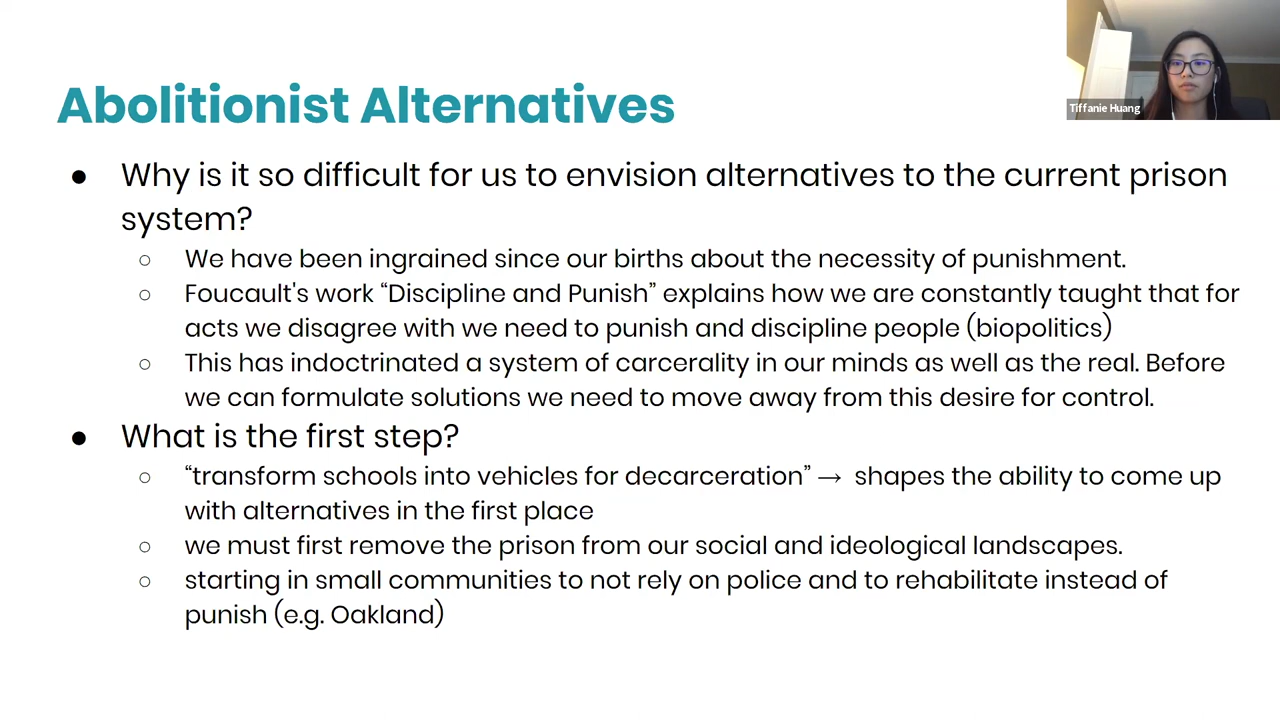 Tiffanie Huang
Abolitionist Alternatives
● Why is it so difficult for us to envision alternatives to the current prison
system?
○ We have been ingrained since our births about the necessity of punishment.
○ Foucault's work “Discipline and Punish” explains how we are constantly taught that for
acts we disagree with we need to punish and discipline people (biopolitics)
○ This has indoctrinated a system of carcerality in our minds as well as the real. Before
we can formulate solutions we need to move away from this desire for control.
● What is the first step?
○ “transform schools into vehicles for decarceration” → shapes the ability to come up
with alternatives in the first place
○ we must first remove the prison from our social and ideological landscapes.
○ starting in small communities to not rely on police and to rehabilitate instead of
punish (e.g. Oakland)